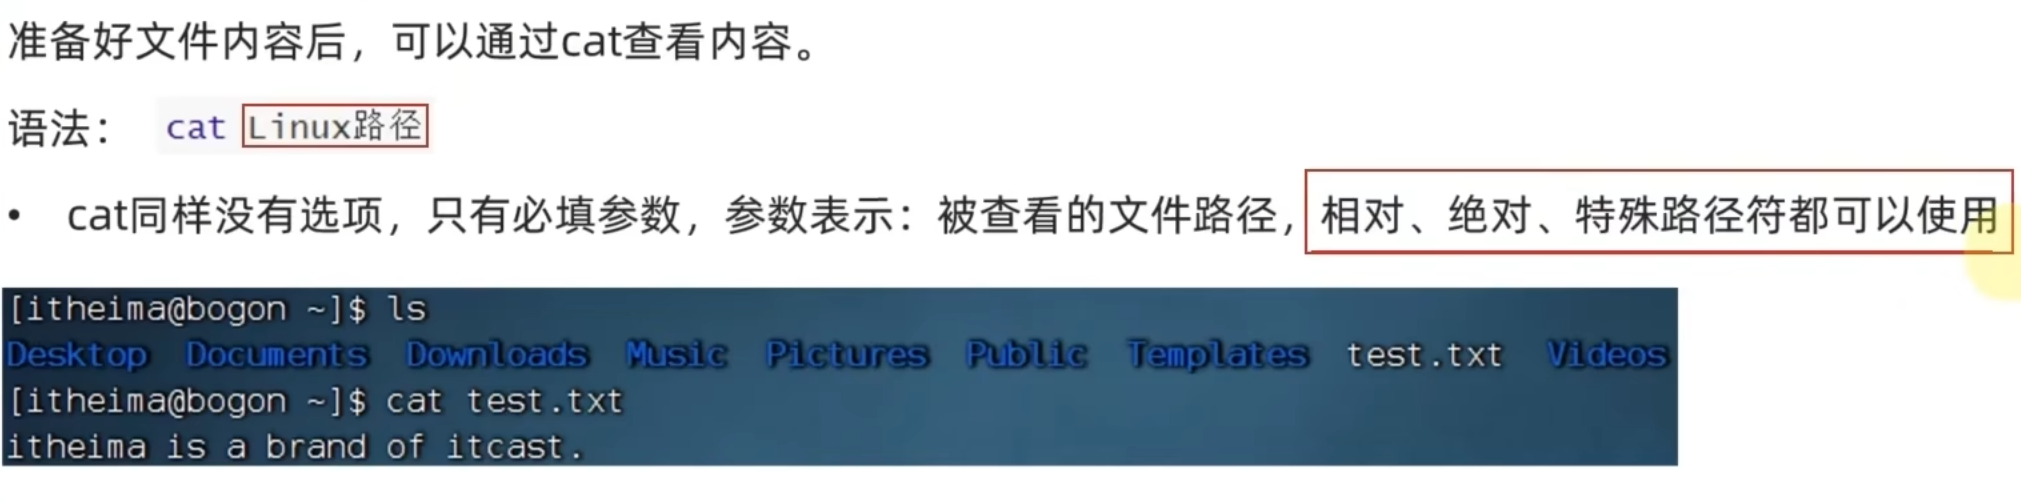 准备好文件内容后，可以通过cat查看内容。
语法： cat Linux路径
• cat同样没有选项，只有必填参数，参数表示：被查看的文件路径，相对、绝对、特殊路径符都可以使用
[itheima@bogon ~]$ ls
Desktop Documents Downloads Music Pictures Public Templates test.txt Videos
[itheima@bogon ~]$ cat test.txt
itheima is a brand of itcast.